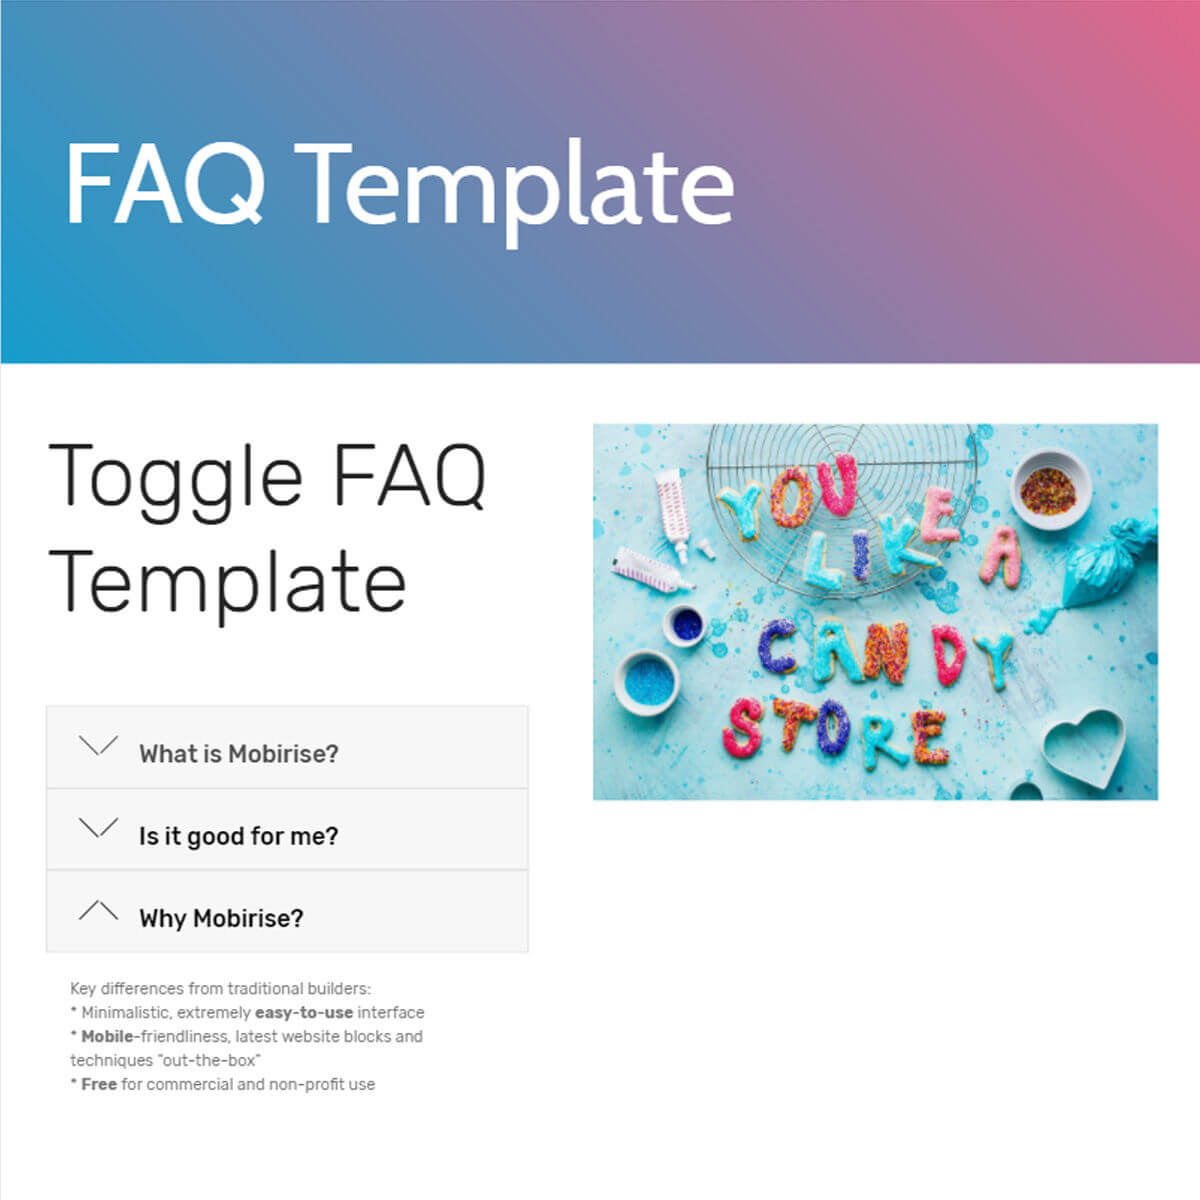 FAQ Template
Toggle FAQ
Template
What is Mobirise?
Is it good for me?
Why Mobirise?
Key differences from traditional builders:
* Minimalistic, extremely easy-to-use interface
* Mobile-friendliness, latest website blocks and
techniques "out-the-box"
* Free for commercial and non-profit use
YOU
LIKE A
CANDY
STORE